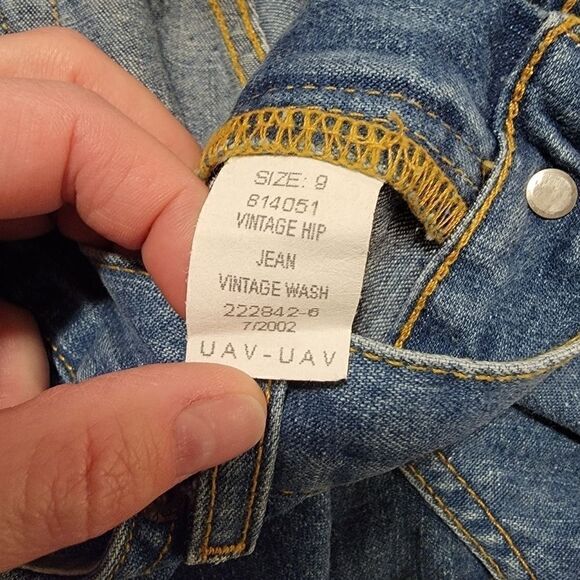 SIZE: 9
814051
VINTAGE HIP
JEAN
VINTAGE WASH
222842-6
7/2002
UAV-UAV